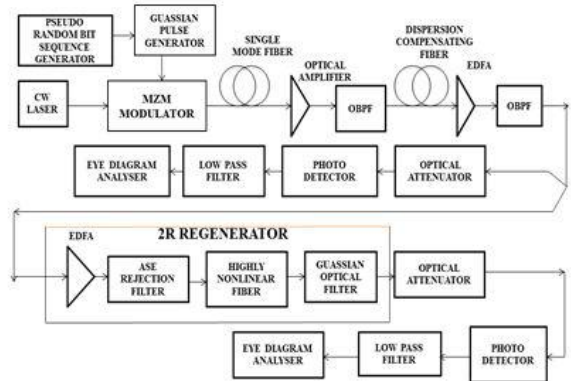 PSEUDO
RANDOM BIT
SEQUENCE
GENERATOR
GUASSIAN
PULSE
GENERATOR
SINGLE
MODE FIBER
OPTICAL
AMPLIFIER
DISPERSION
COMPENSATING
FIBER
EDFA
CW
LASER
MZM
MODULATOR
OBPF
OBPF
EYE DIAGRAM
ANALYSER
LOW PASS
FILTER
PHOTO
DETECTOR
OPTICAL
ATTENUATOR
EDFA
2R REGENERATOR
ASE
REJECTION
FILTER
HIGHLY
NONLINEAR
FIBER
GUASSIAN
OPTICAL
FILTER
OPTICAL
ATTENUATOR
EYE DIAGRAM
ANALYSER
LOW PASS
FILTER
PHOTO
DETECTOR